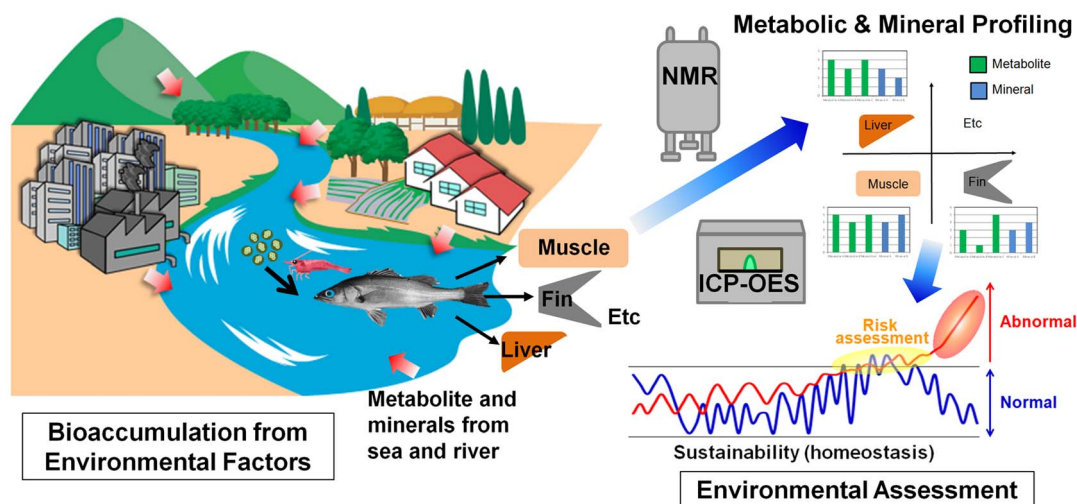 Metabolic & Mineral Profiling
NMR
Metabolite
Mineral
Liver
Etc
Muscle
Fin
ICP-OES
Muscle
Fin
Etc
Liver
Metabolite and
minerals from
sea and river
Bioaccumulation from
Environmental Factors
Risk
assessment
Abnormal
Normal
Sustainability (homeostasis)
Environmental Assessment